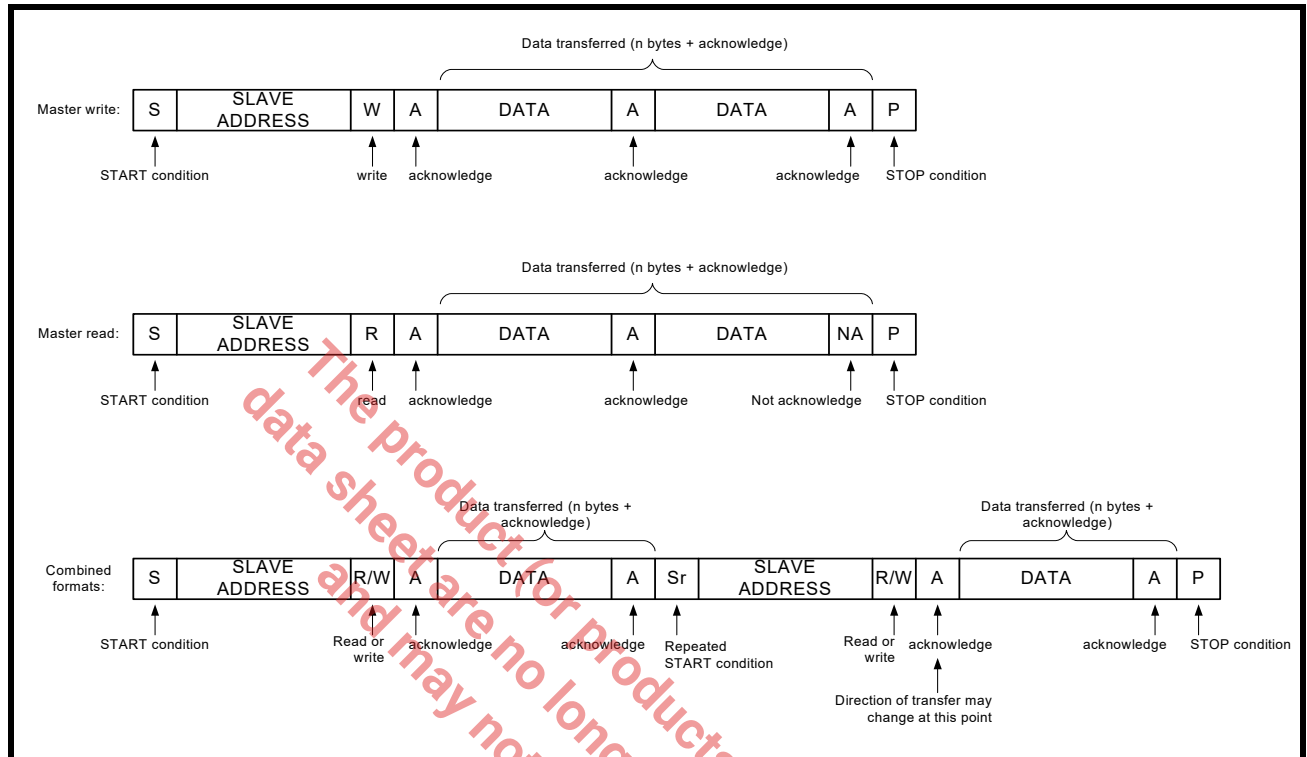 Data transferred (n bytes + acknowledge)
Master write: S SLAVE ADDRESS W A DATA A DATA A P
START condition write acknowledge acknowledge acknowledge STOP condition
Data transferred (n bytes + acknowledge)
Master read: S SLAVE ADDRESS R A DATA A DATA NA P
START condition read acknowledge acknowledge Not acknowledge STOP condition
Data transferred (n bytes +
acknowledge)
Data transferred (n bytes +
acknowledge)
Combined
formats:
S SLAVE ADDRESS R/W A DATA A Sr SLAVE ADDRESS R/W A DATA A P
START condition
Read or
write
acknowledge
acknowledge
Repeated
START condition
Read or
write
acknowledge
acknowledge
STOP condition
Direction of transfer may
change at this point
The product (or products
data sheet are no long
and may not